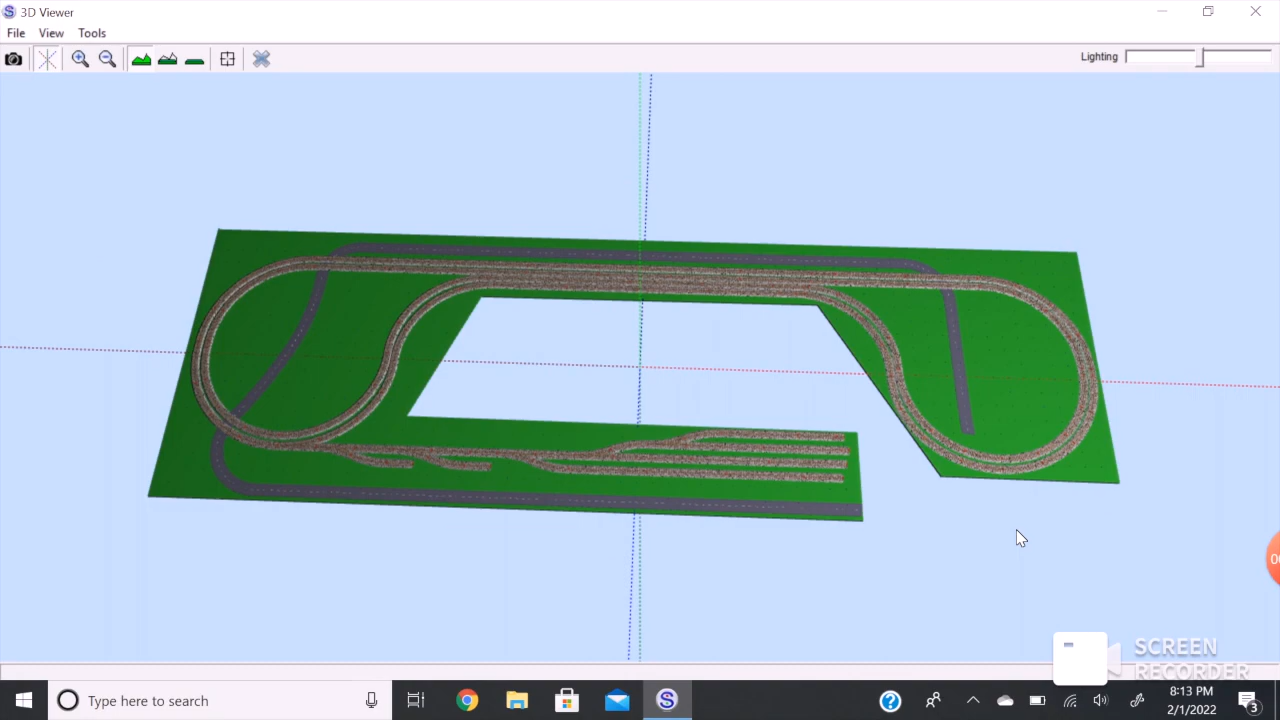 3D Viewer
File View Tools
Lighting
SCREEN
RECORDER
Type here to search
8:13 PM
2/1/2022
3